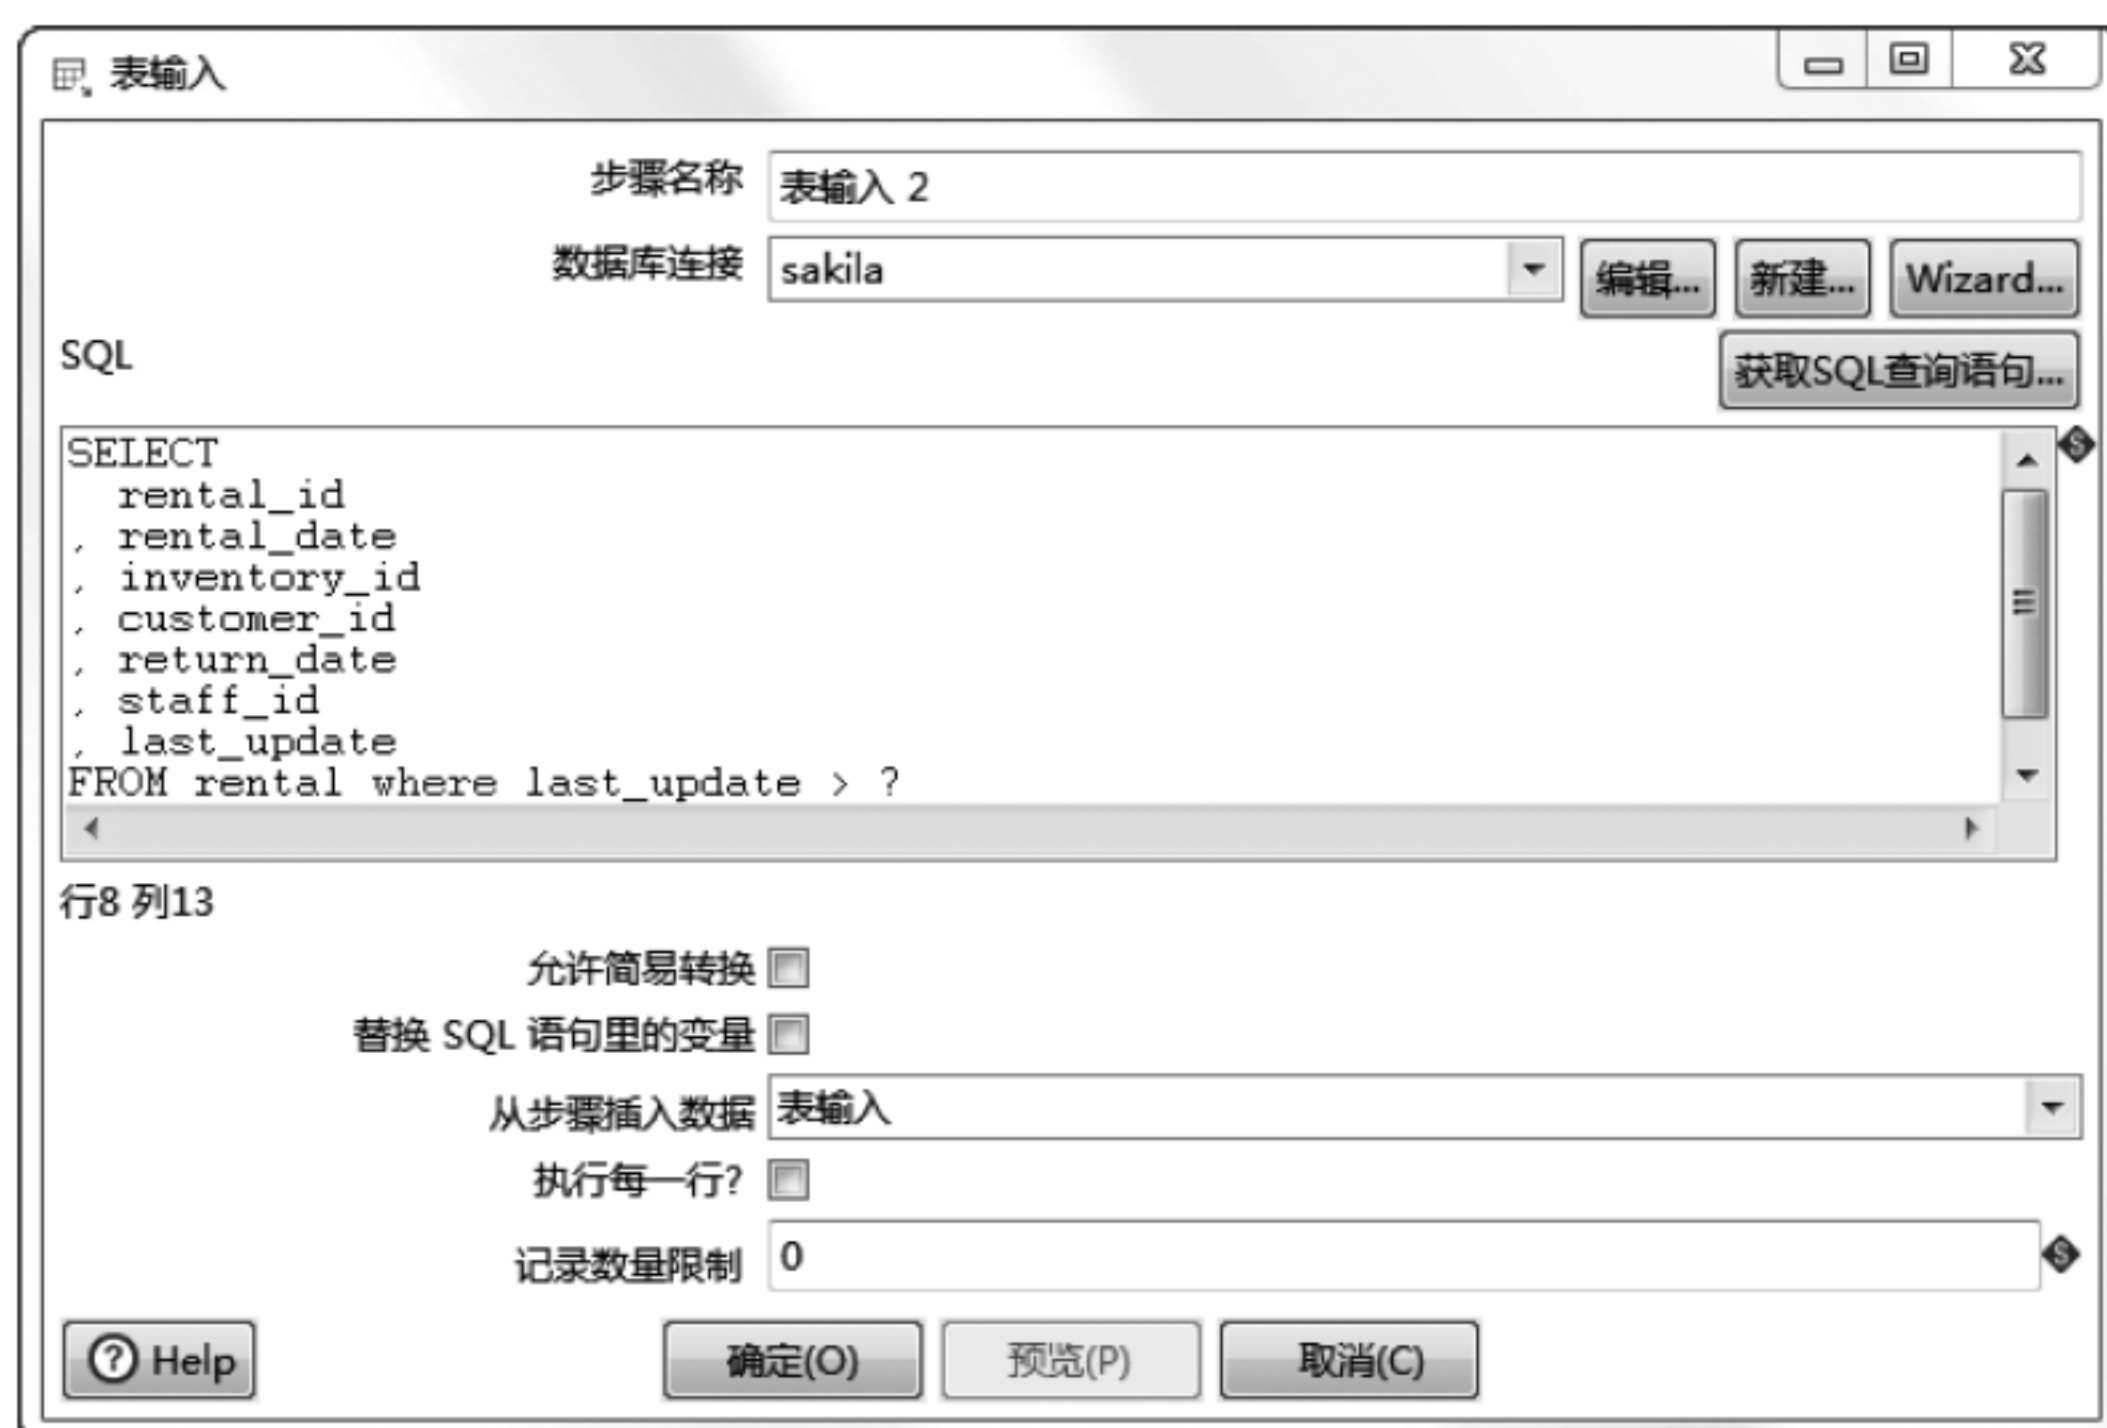 表输入
步骤名称 表输入 2
数据库连接 sakila 编辑... 新建... Wizard...
SQL 获取SQL查询语句...
SELECT
  rental_id
, rental_date
, inventory_id
, customer_id
, return_date
, staff_id
, last_update
FROM rental where last_update > ?
行8 列13
允许简易转换
替换 SQL 语句里的变量
从步骤插入数据 表输入
执行每一行?
记录数量限制 0
Help 确定(O) 预览(P) 取消(C)